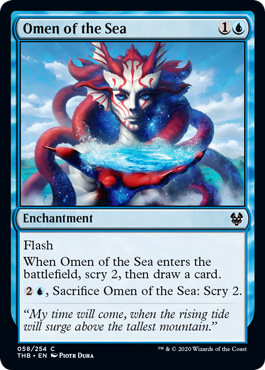 Omen of the Sea 1
Enchantment
Flash
When Omen of the Sea enters the
battlefield, scry 2, then draw a card.
2, Sacrifice Omen of the Sea: Scry 2.
“My time will come, when the rising tide
will surge above the tallest mountain.”
058/254 C
THB • EN Piotr Dura
™ & © 2020 Wizards of the Coast